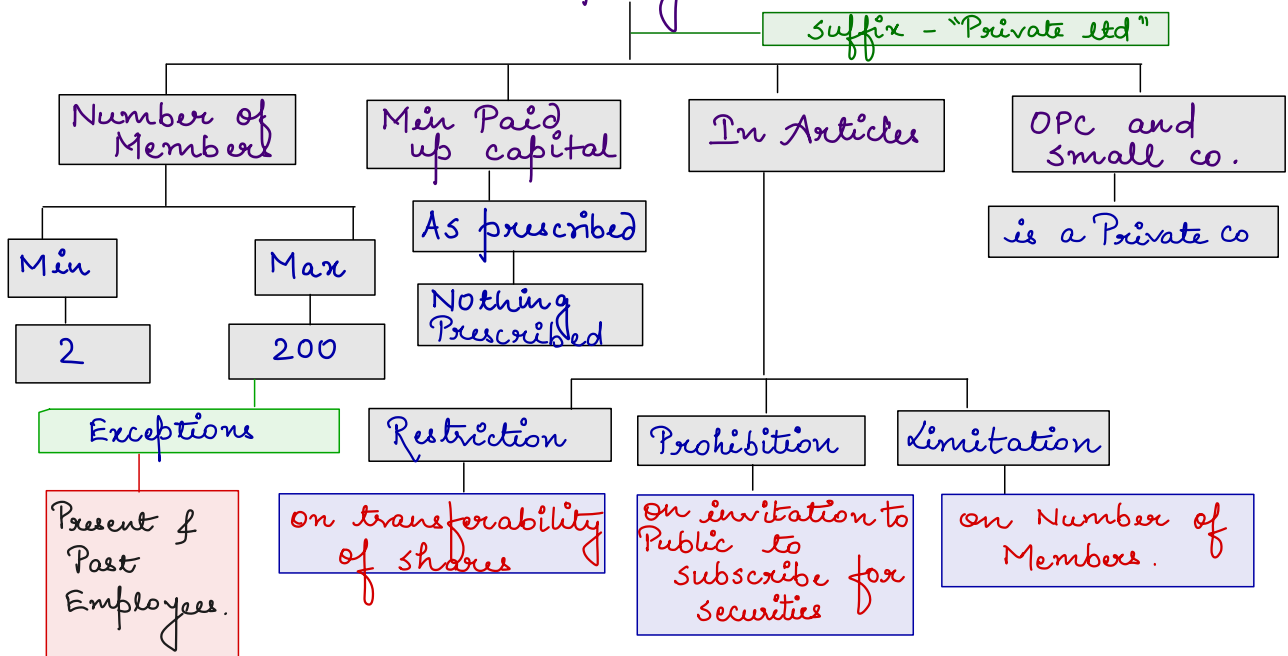 suffix - "Private ltd"
Number of
Members
Min Paid
up capital
In Articles
OPC and
small co.
As prescribed
is a Private co
Min
Max
Nothing
Prescribed
2
200
Exceptions
Restriction
Prohibition
Limitation
Present &
Past
Employees.
on transferability
of shares
on invitation to
Public to
subscribe for
securities
on Number of
Members.